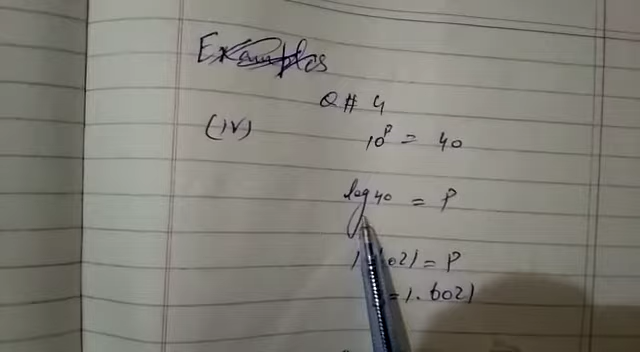 Examples
Q # 4
(iv) 10^p = 40
log 40 = P
1.6021 = P
= 1.6021